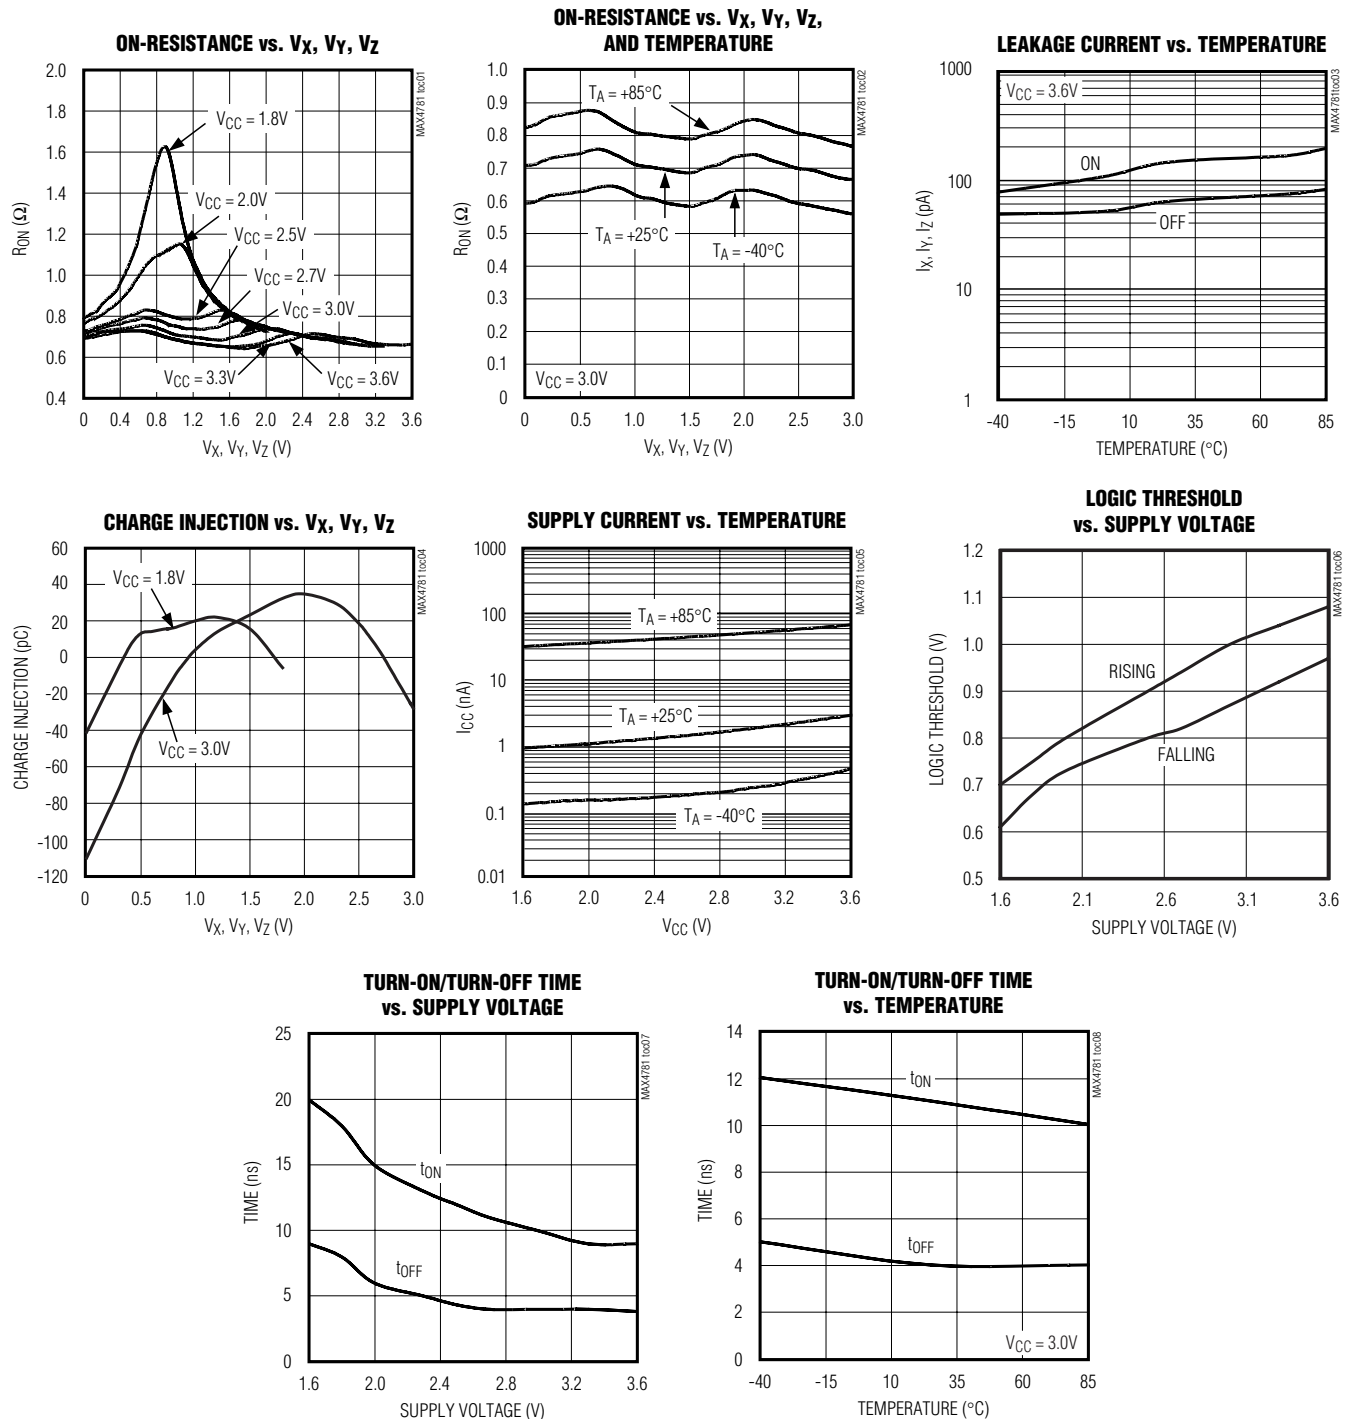 ON-RESISTANCE vs. VX, VY, VZ
2.0
1.8
1.6
1.4
1.2
1.0
0.8
0.6
0.4
RON (Ω)
VCC = 1.8V
VCC = 2.0V
VCC = 2.5V
VCC = 2.7V
VCC = 3.0V
VCC = 3.3V
VCC = 3.6V
MAX4781 toc01
0 0.4 0.8 1.2 1.6 2.0 2.4 2.8 3.2 3.6
VX, VY, VZ (V)
ON-RESISTANCE vs. VX, VY, VZ,
AND TEMPERATURE
1.0
0.9
0.8
0.7
0.6
0.5
0.4
0.3
0.2
0.1
0
RON (Ω)
TA = +85°C
TA = +25°C
TA = -40°C
VCC = 3.0V
MAX4781 toc02
0 0.5 1.0 1.5 2.0 2.5 3.0
VX, VY, VZ (V)
LEAKAGE CURRENT vs. TEMPERATURE
1000
100
10
1
IX, IY, IZ (pA)
VCC = 3.6V
ON
OFF
MAX4781toc03
-40 -15 10 35 60 85
TEMPERATURE (°C)
CHARGE INJECTION vs. VX, VY, VZ
60
40
20
0
-20
-40
-60
-80
-100
-120
CHARGE INJECTION (pC)
VCC = 1.8V
VCC = 3.0V
MAX4781 toc04
0 0.5 1.0 1.5 2.0 2.5 3.0
VX, VY, VZ (V)
SUPPLY CURRENT vs. TEMPERATURE
1000
100
10
1
0.1
0.01
ICC (nA)
TA = +85°C
TA = +25°C
TA = -40°C
MAX4781 toc05
1.6 2.0 2.4 2.8 3.2 3.6
VCC (V)
LOGIC THRESHOLD
vs. SUPPLY VOLTAGE
1.2
1.1
1.0
0.9
0.8
0.7
0.6
0.5
LOGIC THRESHOLD (V)
RISING
FALLING
MAX4781 toc06
1.6 2.1 2.6 3.1 3.6
SUPPLY VOLTAGE (V)
TURN-ON/TURN-OFF TIME
vs. SUPPLY VOLTAGE
25
20
15
10
5
0
TIME (ns)
tON
tOFF
MAX4781 toc07
1.6 2.0 2.4 2.8 3.2 3.6
SUPPLY VOLTAGE (V)
TURN-ON/TURN-OFF TIME
vs. TEMPERATURE
14
12
10
8
6
4
2
0
TIME (ns)
tON
tOFF
VCC = 3.0V
MAX4781 toc08
-40 -15 10 35 60 85
TEMPERATURE (°C)